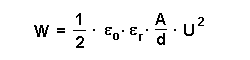 W = 1/2 · ε₀ · εᵣ · A/d · U²